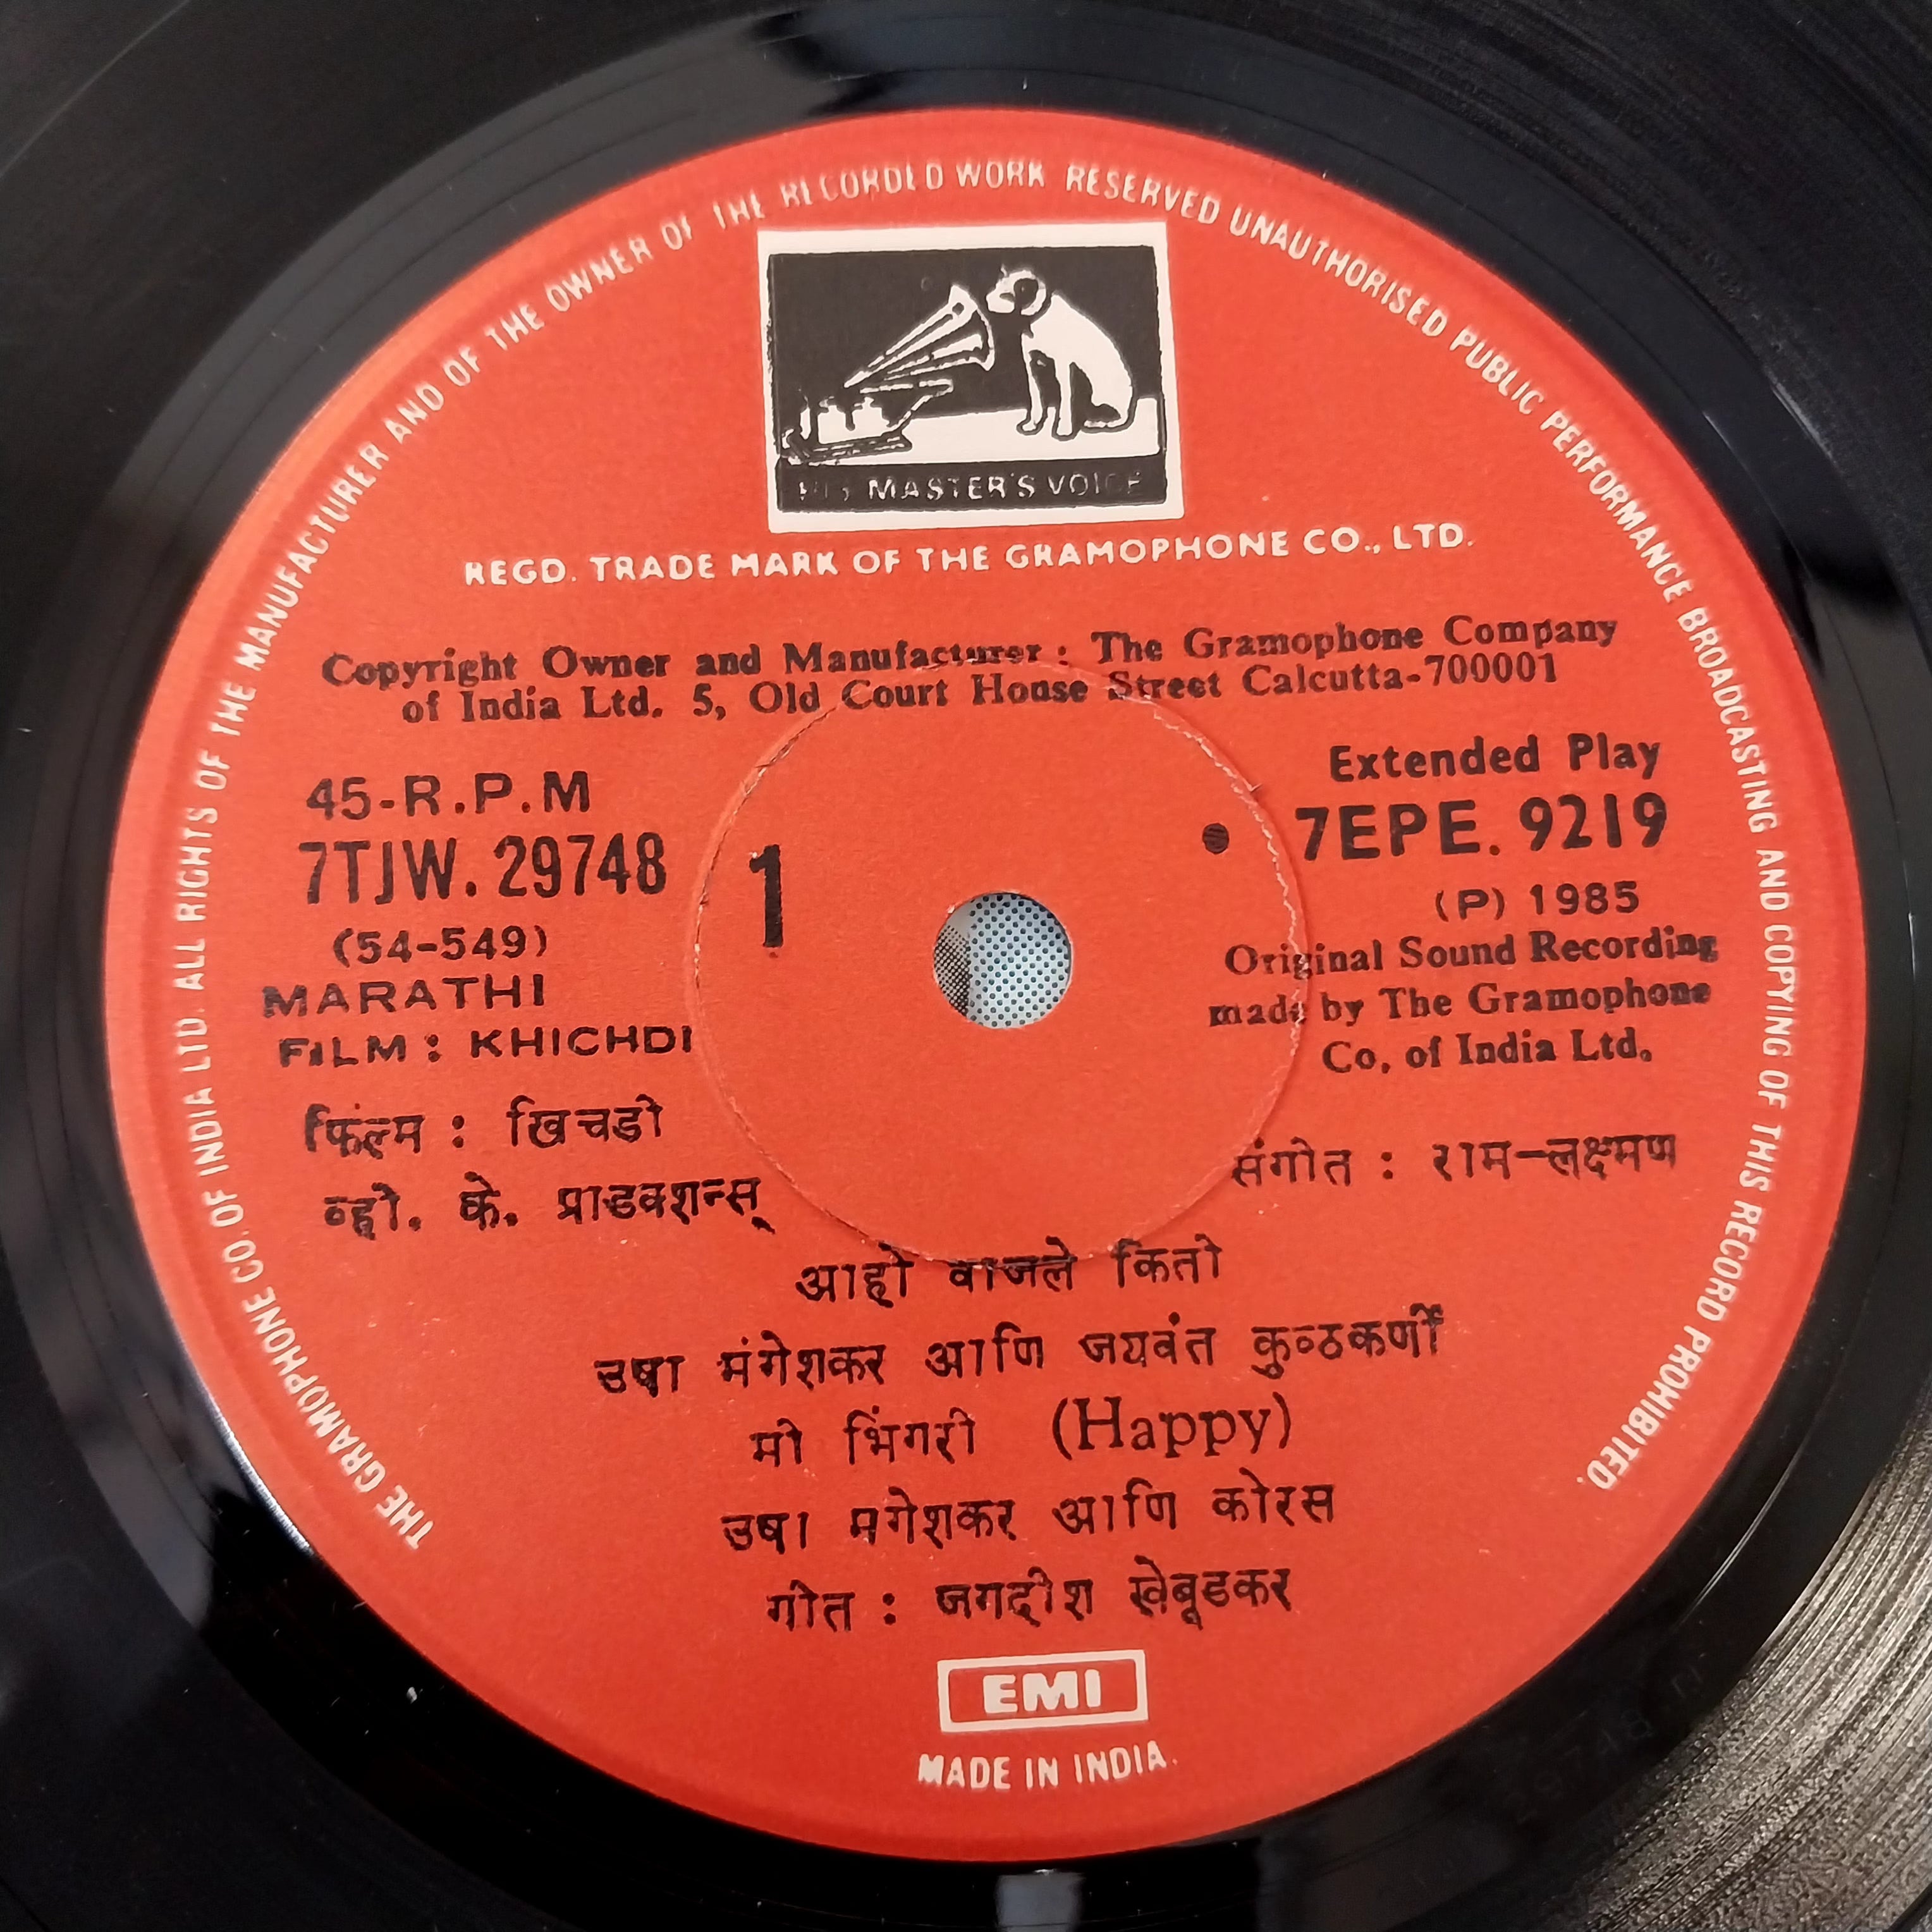 THE GRAMOPHONE CO. OF INDIA LTD. ALL RIGHTS OF THE MANUFACTURER AND OF THE OWNER OF THE RECORDED WORK RESERVED UNAUTHORISED PUBLIC PERFORMANCE BROADCASTING AND COPYING OF THIS RECORD PROHIBITED.
HIS MASTER'S VOICE
REGD. TRADE MARK OF THE GRAMOPHONE CO., LTD.
Copyright Owner and Manufacturer : The Gramophone Company
of India Ltd. 5, Old Court House Street Calcutta-700001
45-R.P.M
7TJW. 29748
(54-549)
MARATHI
FILM : KHICHDI
फिल्म : खिचडी
व्ही. के. प्राडक्शन्स्
1
Extended Play
7EPE. 9219
(P) 1985
Original Sound Recording
made by The Gramophone
Co. of India Ltd.
संगीत : राम-लक्ष्मण
आहो वाजले किती
उषा मंगेशकर आणि जयवंत कुळकर्णी
मी भिंगरी (Happy)
उषा मंगेशकर आणि कोरस
गीत : जगदीश खेबूडकर
EMI
MADE IN INDIA.